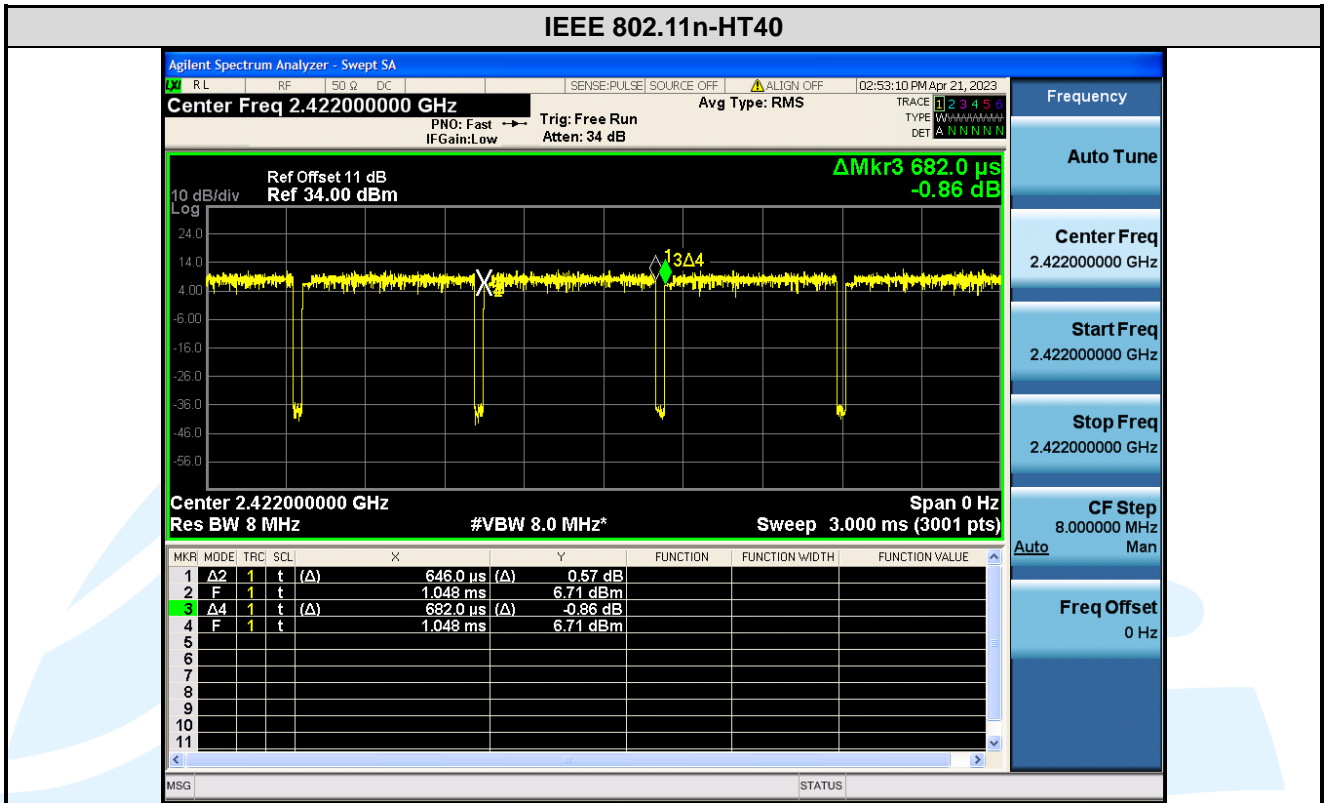 IEEE 802.11n-HT40
Agilent Spectrum Analyzer - Swept SA
LXI RL RF 50 Ω DC SENSE:PULSE SOURCE OFF ALIGN OFF 02:53:10 PM Apr 21, 2023
Center Freq 2.422000000 GHz
PNO: Fast
IFGain:Low
Trig: Free Run
Atten: 34 dB
Avg Type: RMS
TRACE 1 2 3 4 5 6
TYPE WWWWWW
DET A N N N N N
ΔMkr3 682.0 µs
-0.86 dB
Ref Offset 11 dB
10 dB/div Ref 34.00 dBm
Log
24.0
14.0
4.00
-6.00
-16.0
-26.0
-36.0
-46.0
-56.0
1 3Δ4
Center 2.422000000 GHz Span 0 Hz
Res BW 8 MHz #VBW 8.0 MHz* Sweep 3.000 ms (3001 pts)
MKR MODE TRC SCL X Y FUNCTION FUNCTION WIDTH FUNCTION VALUE
1 Δ2 1 t (Δ) 646.0 µs (Δ) 0.57 dB
2 F 1 t 1.048 ms 6.71 dBm
3 Δ4 1 t (Δ) 682.0 µs (Δ) -0.86 dB
4 F 1 t 1.048 ms 6.71 dBm
5
6
7
8
9
10
11
MSG STATUS
Frequency
Auto Tune
Center Freq
2.422000000 GHz
Start Freq
2.422000000 GHz
Stop Freq
2.422000000 GHz
CF Step
8.000000 MHz
Auto Man
Freq Offset
0 Hz